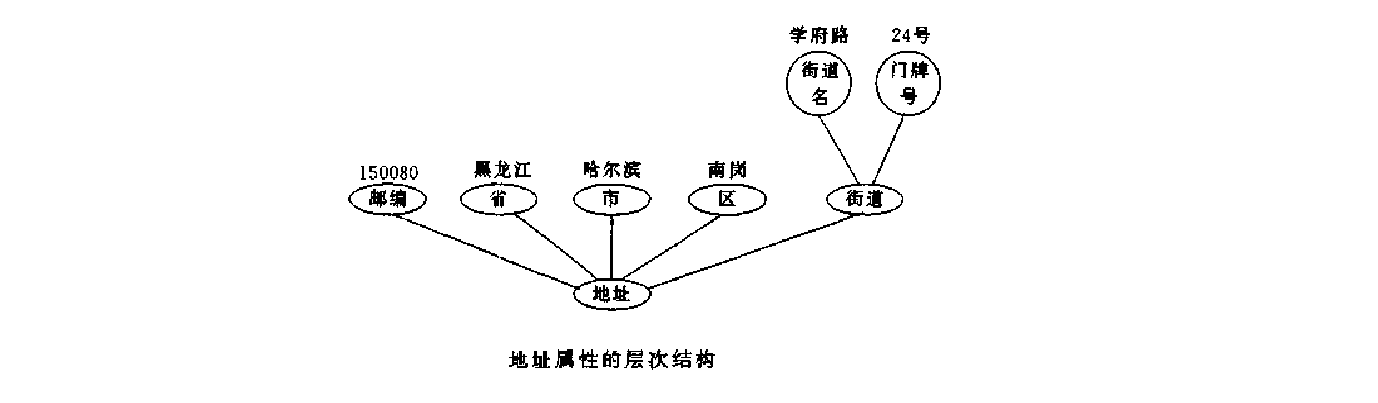 学府路 24号
街道名 门牌号
150080 黑龙江 哈尔滨 南岗
邮编 省 市 区 街道
地址
地址属性的层次结构